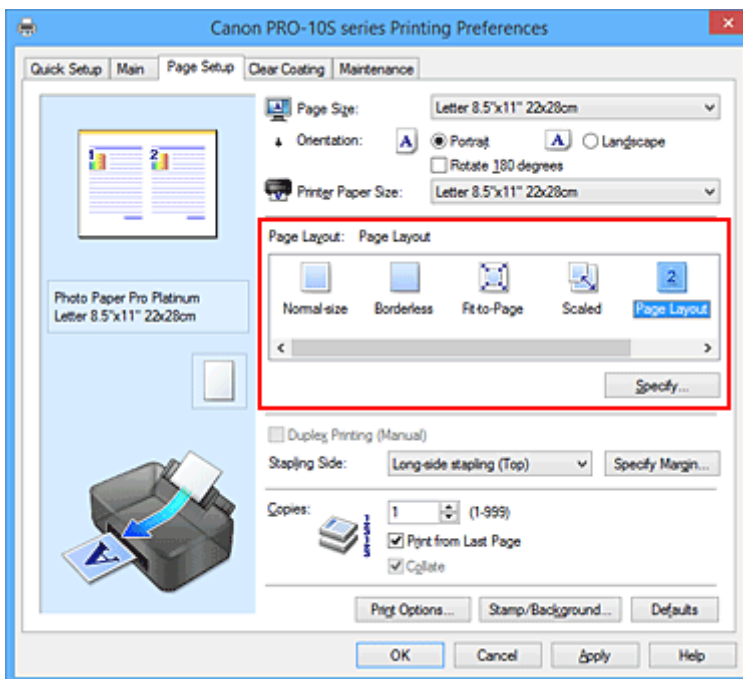 Canon PRO-10S series Printing Preferences
Quick Setup Main Page Setup Clear Coating Maintenance
1 2
Photo Paper Pro Platinum
Letter 8.5"x11" 22x28cm
A
Page Size: Letter 8.5"x11" 22x28cm
Orientation: A Portrait A Landscape
Rotate 180 degrees
Printer Paper Size: Letter 8.5"x11" 22x28cm
Page Layout: Page Layout
2
Normal-size Borderless Fit-to-Page Scaled Page Layout
Specify...
Duplex Printing (Manual)
Stapling Side: Long-side stapling (Top) Specify Margin...
Copies: 1 (1-999)
Print from Last Page
Collate
Print Options... Stamp/Background... Defaults
OK Cancel Apply Help